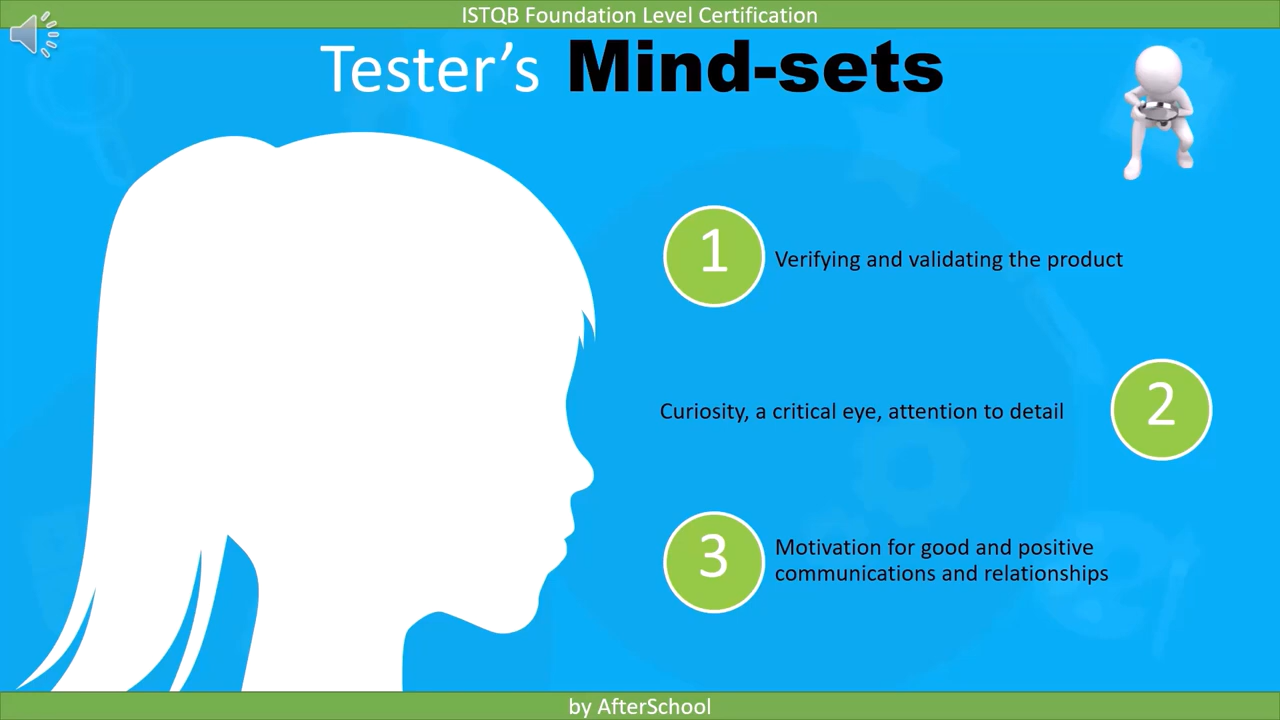 ISTQB Foundation Level Certification
Tester’s Mind-sets
1
Verifying and validating the product
Curiosity, a critical eye, attention to detail
2
3
Motivation for good and positive
communications and relationships
by AfterSchool